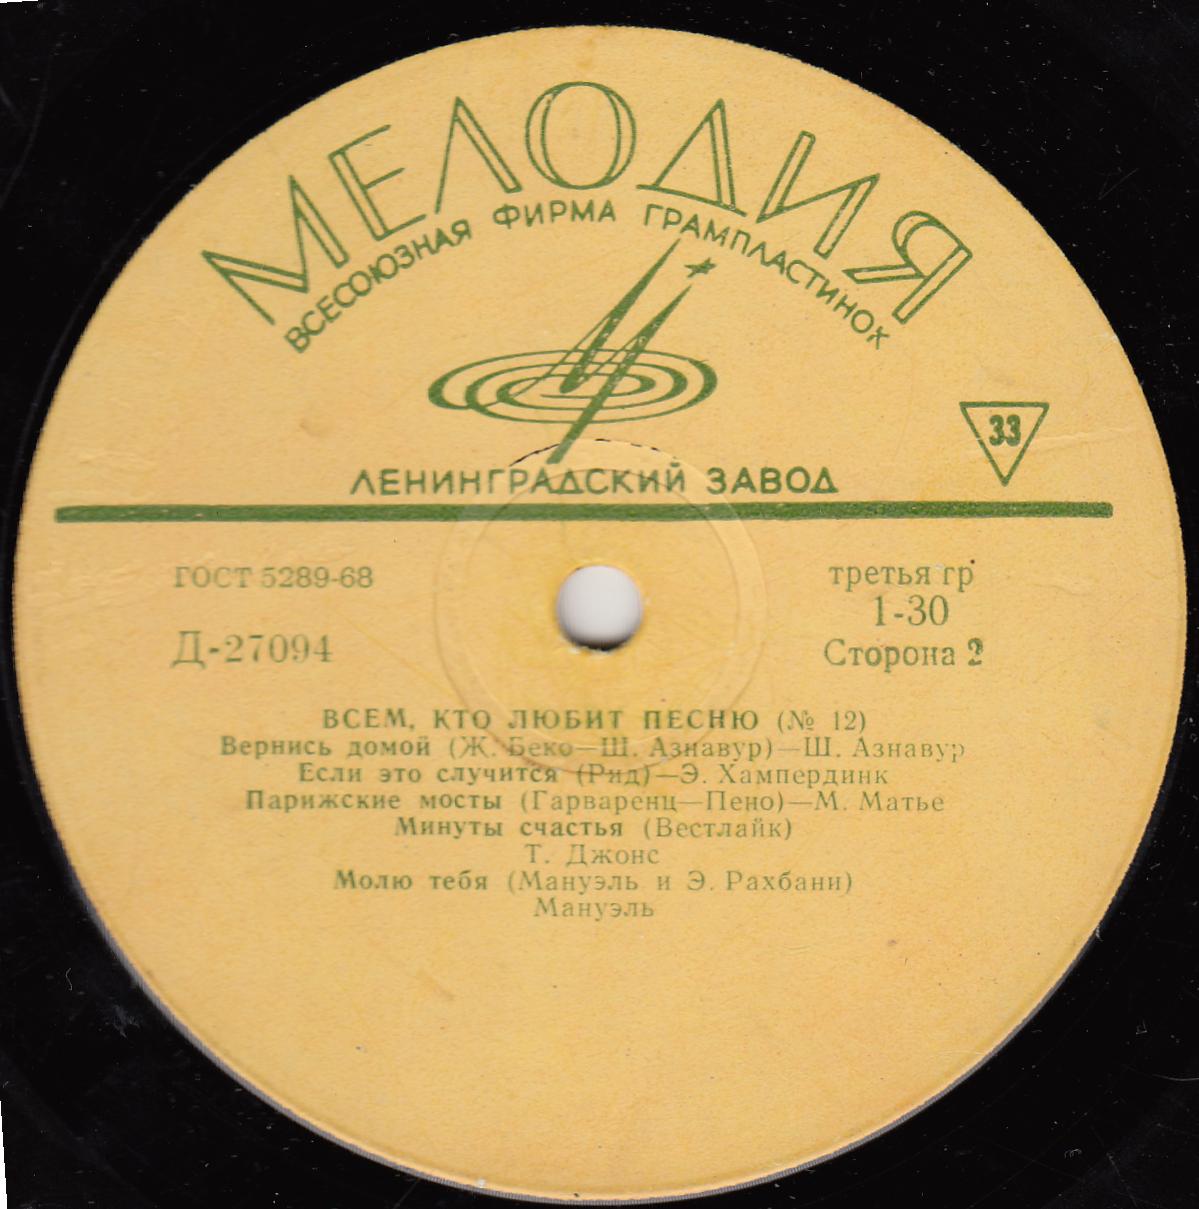 МЕЛОДИЯ
ВСЕСОЮЗНАЯ ФИРМА ГРАМПЛАСТИНОК
33
ЛЕНИНГРАДСКИЙ ЗАВОД
ГОСТ 5289-68
третья гр
1-30
Д-27094
Сторона 2
ВСЕМ, КТО ЛЮБИТ ПЕСНЮ (№ 12)
Вернись домой (Ж. Беко—Ш. Азнавур)—Ш. Азнавур
Если это случится (Рид)—Э. Хампердинк
Парижские мосты (Гарваренц—Пено)—М. Матье
Минуты счастья (Вестлайк)
Т. Джонс
Молю тебя (Мануэль и Э. Рахбани)
Мануэль